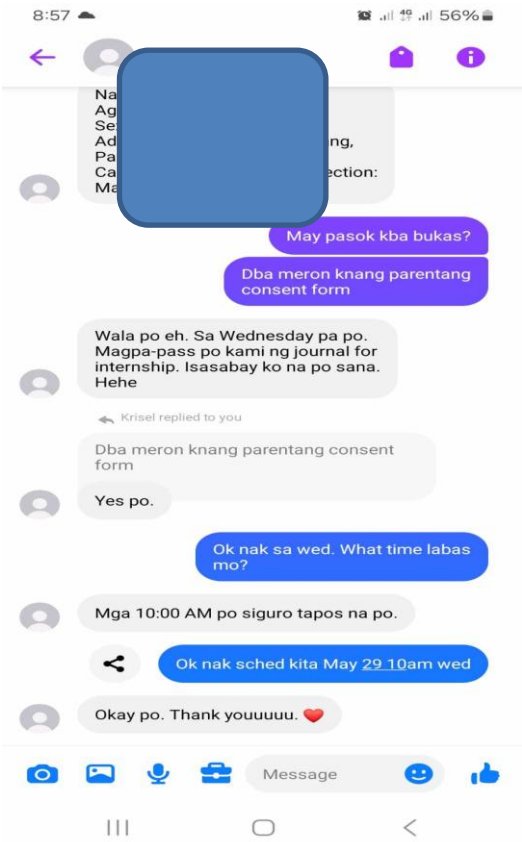 8:57
4G
56%
Na
Ag
Se
Ad ng,
Pa
Ca ection:
Ma
May pasok kba bukas?
Dba meron knang parentang
consent form
Wala po eh. Sa Wednesday pa po.
Magpa-pass po kami ng journal for
internship. Isasabay ko na po sana.
Hehe
Krisel replied to you
Dba meron knang parentang consent
form
Yes po.
Ok nak sa wed. What time labas
mo?
Mga 10:00 AM po siguro tapos na po.
Ok nak sched kita May 29 10am wed
Okay po. Thank youuuuu. ❤️
Message